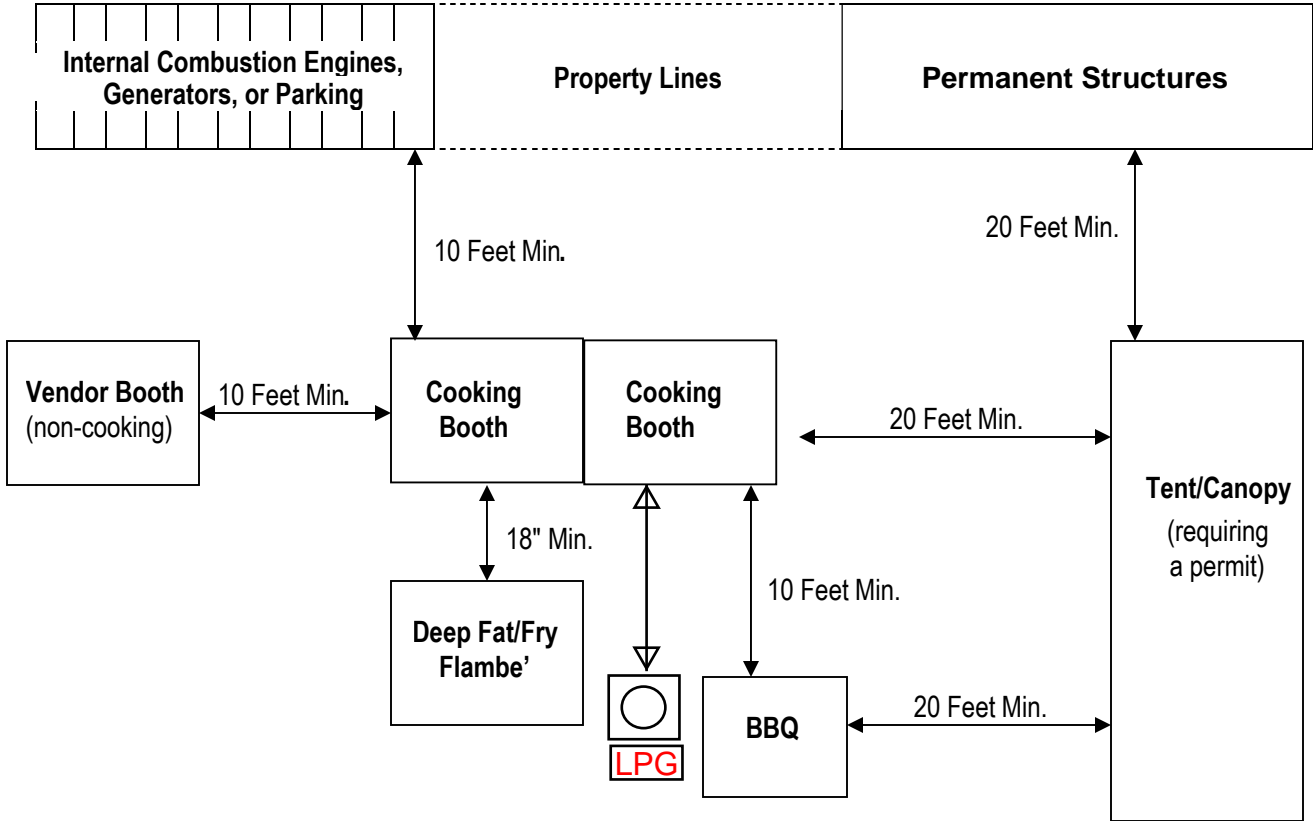 Internal Combustion Engines,
Generators, or Parking
Property Lines
Permanent Structures
10 Feet Min.
20 Feet Min.
Vendor Booth
(non-cooking)
10 Feet Min.
Cooking
Booth
Cooking
Booth
20 Feet Min.
Tent/Canopy
(requiring
a permit)
18" Min.
10 Feet Min.
Deep Fat/Fry
Flambe’
LPG
BBQ
20 Feet Min.